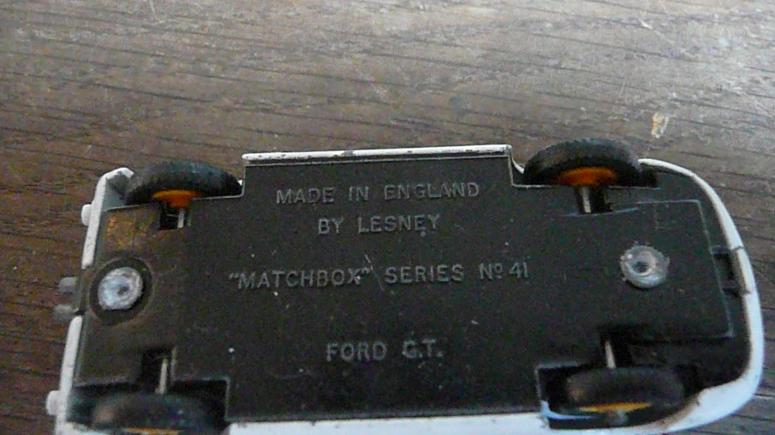 MADE IN ENGLAND
BY LESNEY
"MATCHBOX" SERIES Nº 41
FORD G.T.